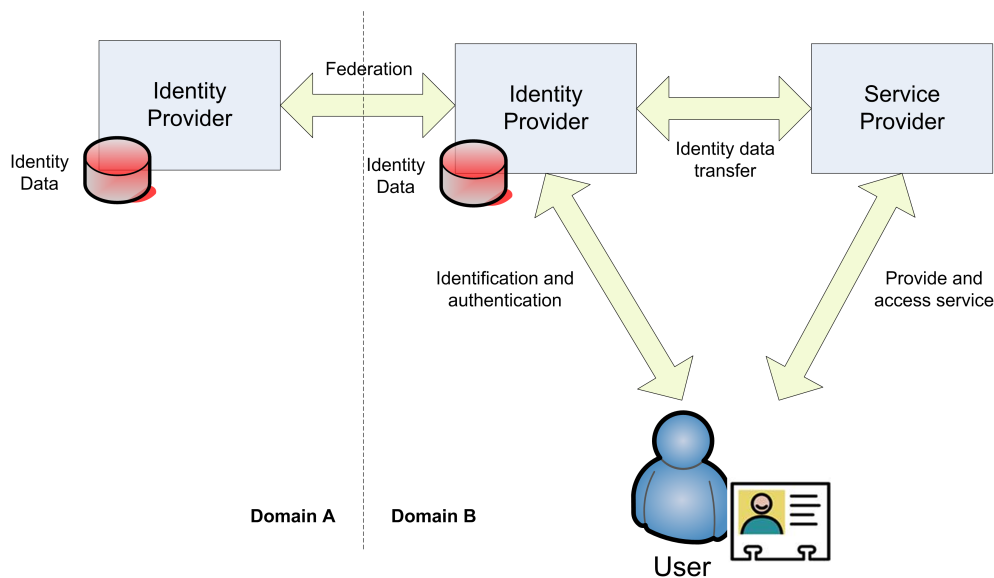 Federation
Identity
Provider
Identity
Provider
Service
Provider
Identity
Data
Identity
Data
Identity data
transfer
Identification and
authentication
Provide and
access service
Domain A
Domain B
User